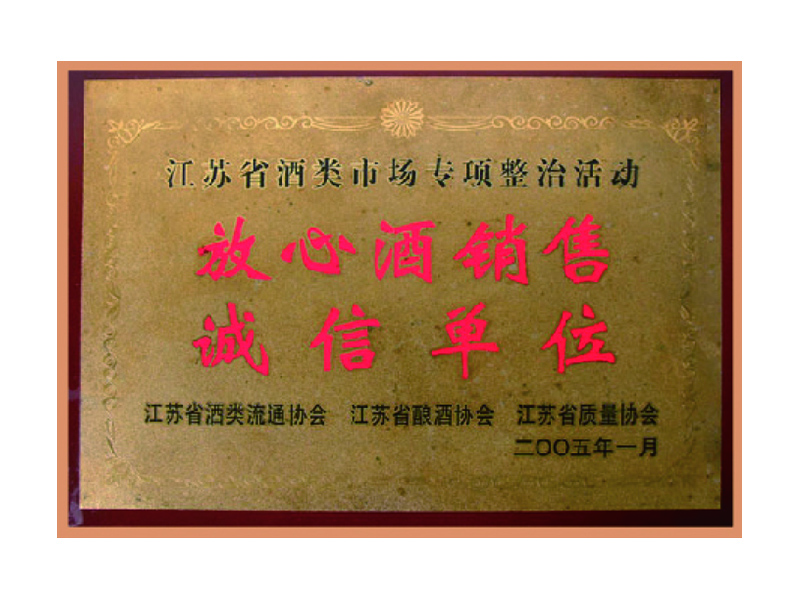 江苏省酒类市场专项整治活动
放心酒销售
诚信单位
江苏省酒类流通协会 江苏省酿酒协会 江苏省质量协会
二〇〇五年一月